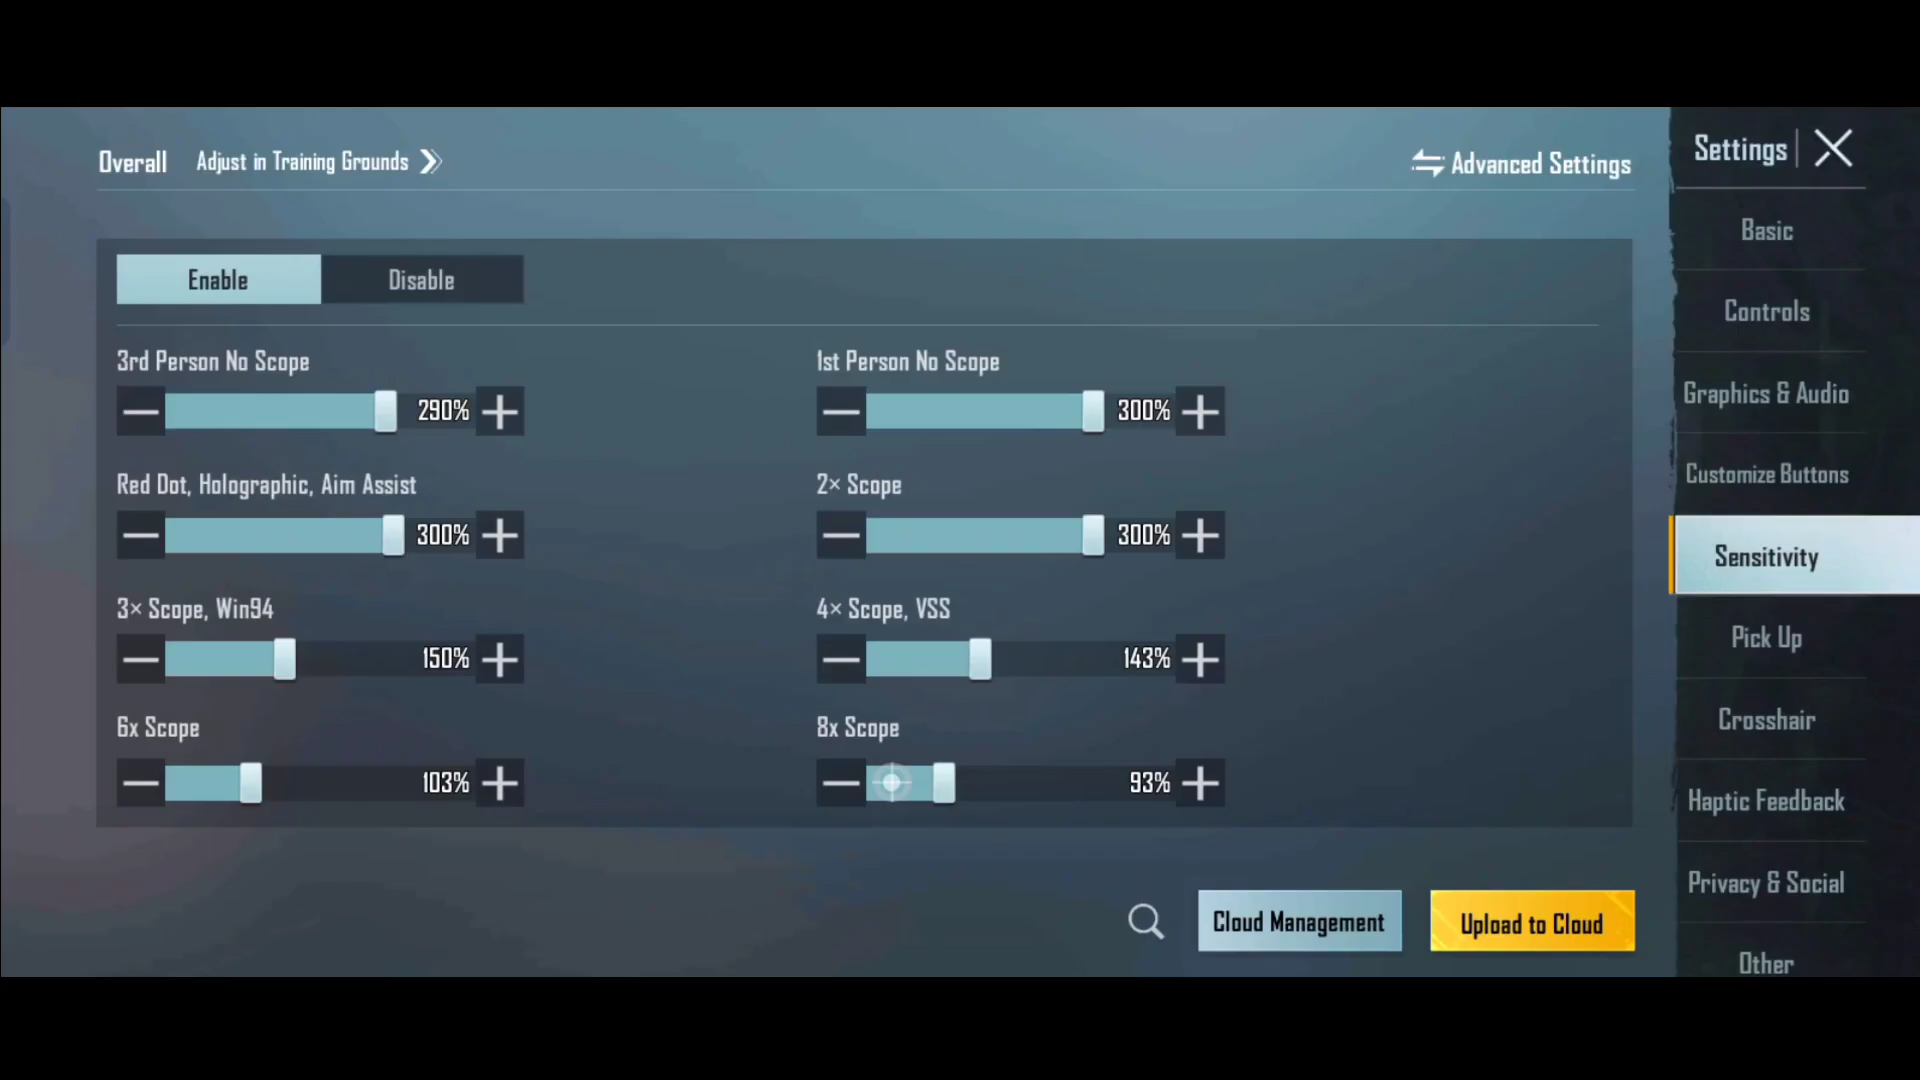 Overall Adjust in Training Grounds
Advanced Settings
Settings
Enable Disable
3rd Person No Scope
290%
1st Person No Scope
300%
Red Dot, Holographic, Aim Assist
300%
2× Scope
300%
3× Scope, Win94
150%
4× Scope, VSS
143%
6x Scope
103%
8x Scope
93%
Cloud Management
Upload to Cloud
Basic
Controls
Graphics & Audio
Customize Buttons
Sensitivity
Pick Up
Crosshair
Haptic Feedback
Privacy & Social
Other